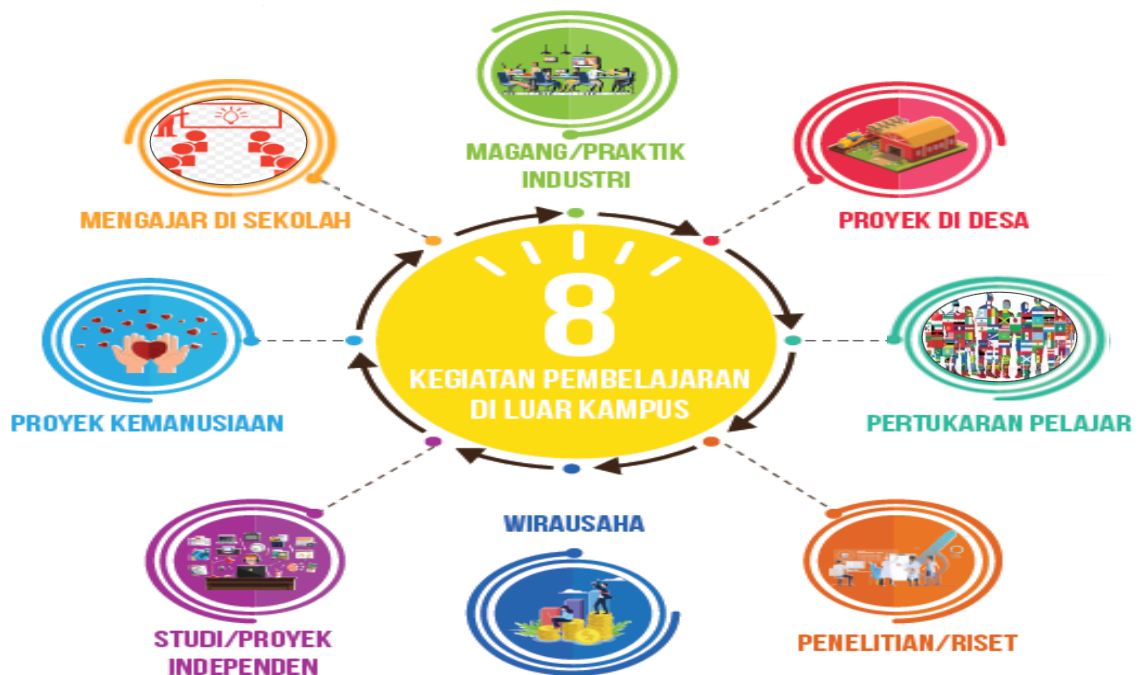 MAGANG/PRAKTIK
INDUSTRI
MENGAJAR DI SEKOLAH
PROYEK DI DESA
8
KEGIATAN PEMBELAJARAN
DI LUAR KAMPUS
PROYEK KEMANUSIAAN
PERTUKARAN PELAJAR
WIRAUSAHA
STUDI/PROYEK
INDEPENDEN
PENELITIAN/RISET